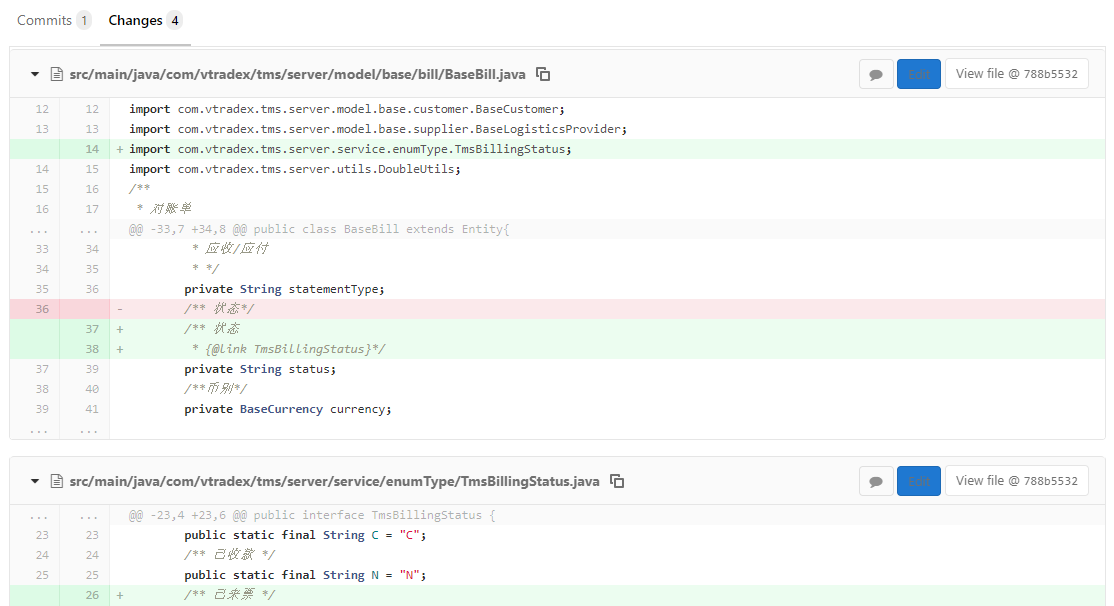 Commits 1 Changes 4
src/main/java/com/vtradex/tms/server/model/base/bill/BaseBill.java Edit View file @ 788b5532
12 12 import com.vtradex.tms.server.model.base.customer.BaseCustomer;
13 13 import com.vtradex.tms.server.model.base.supplier.BaseLogisticsProvider;
14 + import com.vtradex.tms.server.service.enumType.TmsBillingStatus;
14 15 import com.vtradex.tms.server.utils.DoubleUtils;
15 16 /**
16 17 * 对账单
... ... @@ -33,7 +34,8 @@ public class BaseBill extends Entity{
33 34 * 应收/应付
34 35 * */
35 36 private String statementType;
36 - /** 状态*/
37 + /** 状态
38 + * {@link TmsBillingStatus}*/
37 39 private String status;
38 40 /**币别*/
39 41 private BaseCurrency currency;
... ...
src/main/java/com/vtradex/tms/server/service/enumType/TmsBillingStatus.java Edit View file @ 788b5532
... ... @@ -23,4 +23,6 @@ public interface TmsBillingStatus {
23 23 public static final String C = "C";
24 24 /** 已收款 */
25 25 public static final String N = "N";
26 + /** 已来票 */